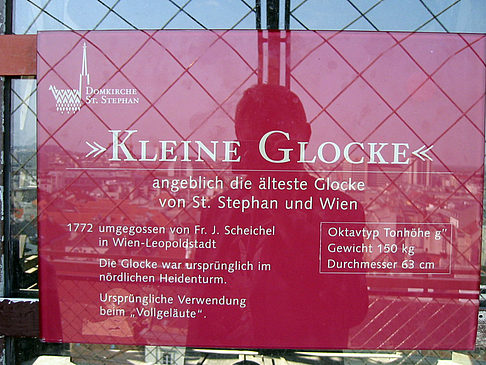 DOMKIRCHE
ST. STEPHAN
»KLEINE GLOCKE«
angeblich die älteste Glocke
von St. Stephan und Wien
1772 umgegossen von Fr. J. Scheichel
in Wien-Leopoldstadt
Die Glocke war ursprünglich im
nördlichen Heidenturm.
Ursprüngliche Verwendung
beim „Vollgeläute".
Oktavtyp Tonhöhe g"
Gewicht 150 kg
Durchmesser 63 cm